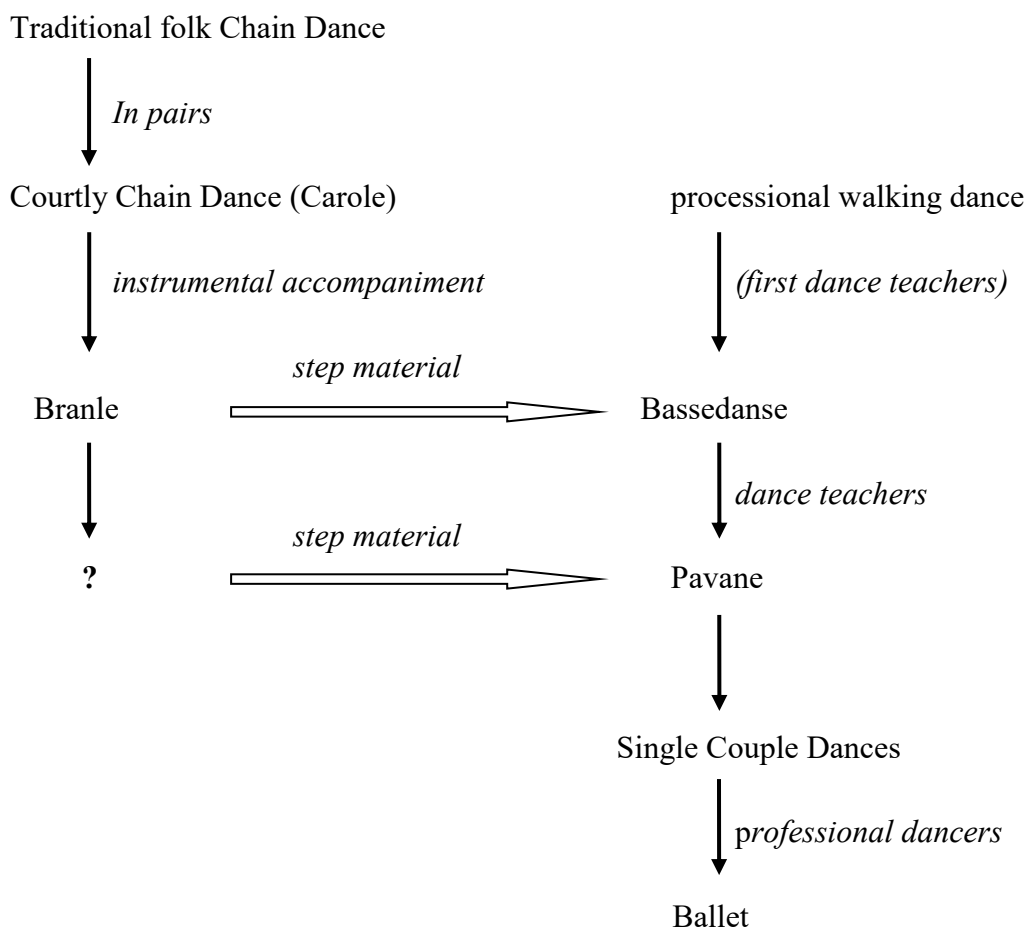 Traditional folk Chain Dance
In pairs
Courtly Chain Dance (Carole)
processional walking dance
instrumental accompaniment
(first dance teachers)
step material
Branle
Bassedanse
dance teachers
step material
?
Pavane
Single Couple Dances
professional dancers
Ballet